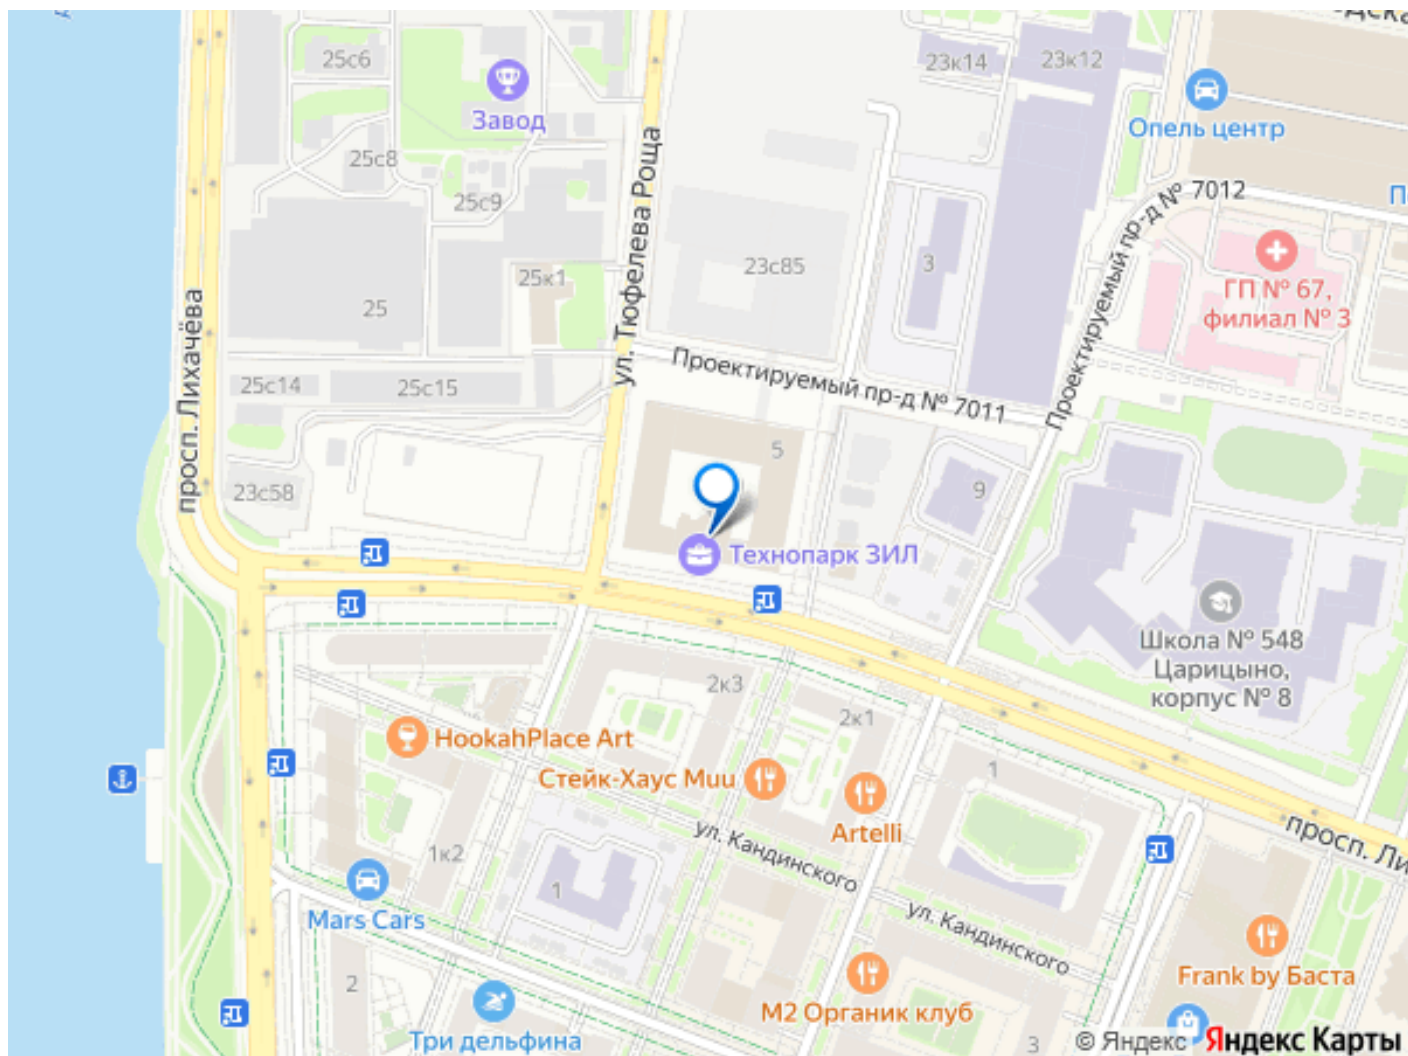 25с6
23к14
23к12
Завод
Опель центр
25с8
25с9
ул. Тюфелева Роща
Проектируемый пр-д № 7012
3
23с85
25к1
25
ГП № 67,
филиал № 3
просп. Лихачёва
Проектируемый пр-д № 7011
25с14
25с15
5
9
23с58
Технопарк ЗИЛ
Школа № 548
Царицыно,
корпус № 8
2к3
2к1
HookahPlace Art
Стейк-Хаус Muu
1
Artelli
просп. Ли
ул. Кандинского
1к2
1
Mars Cars
ул. Кандинского
Frank by Баста
2
М2 Органик клуб
Три дельфина
3
© Яндекс Яндекс Карты